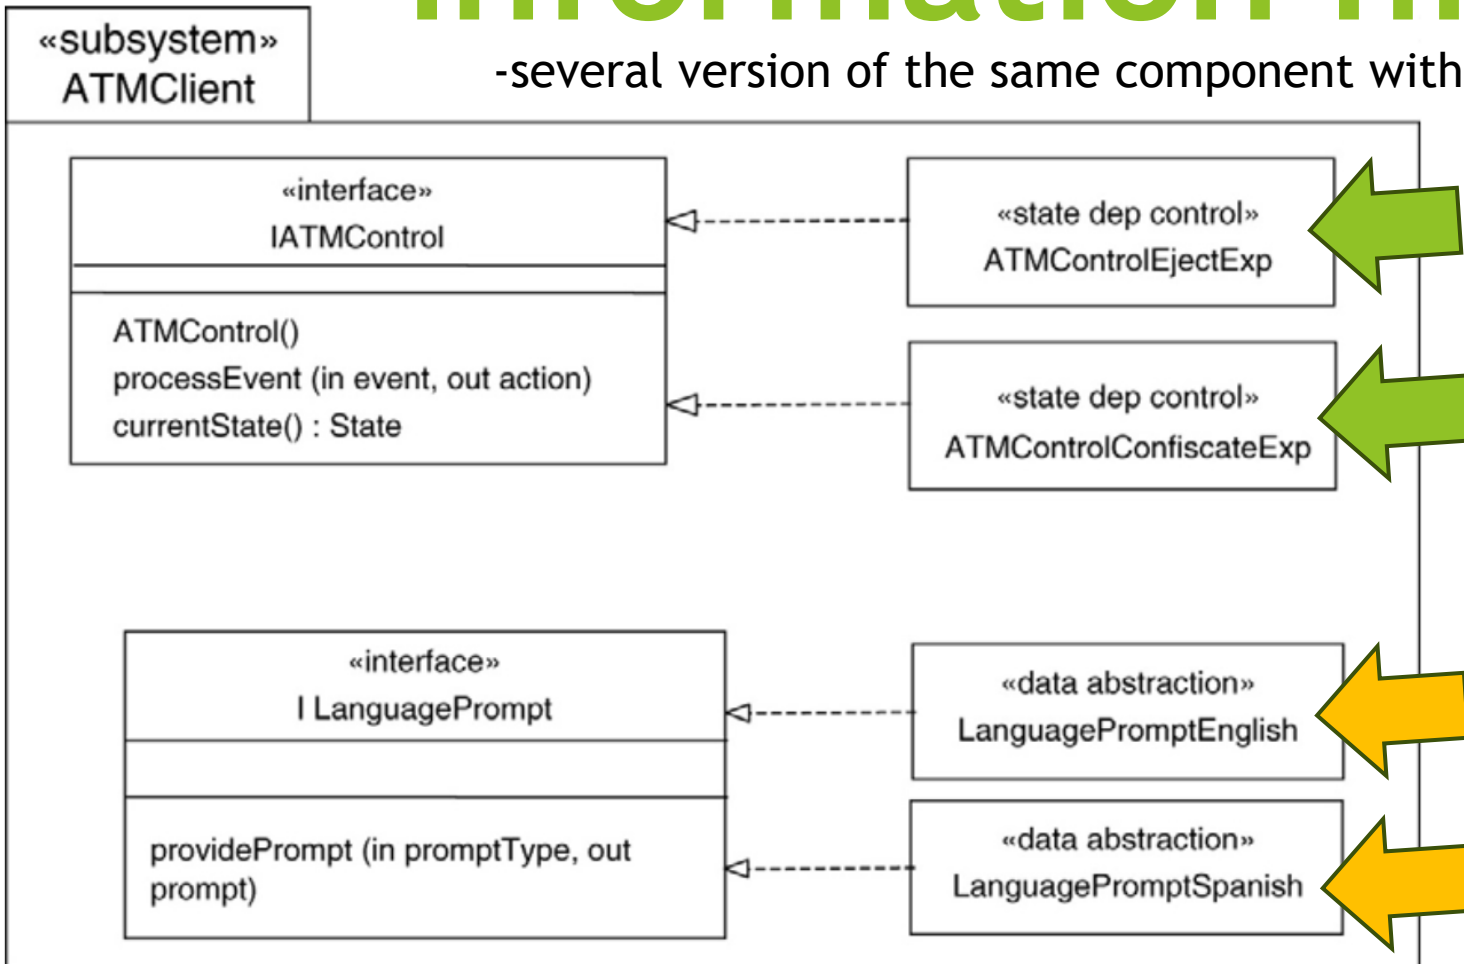 «subsystem»
ATMClient
-several version of the same component with
«interface»
IATMControl
ATMControl()
processEvent (in event, out action)
currentState() : State
«state dep control»
ATMControlEjectExp
«state dep control»
ATMControlConfiscateExp
«interface»
I LanguagePrompt
providePrompt (in promptType, out
prompt)
«data abstraction»
LanguagePromptEnglish
«data abstraction»
LanguagePromptSpanish